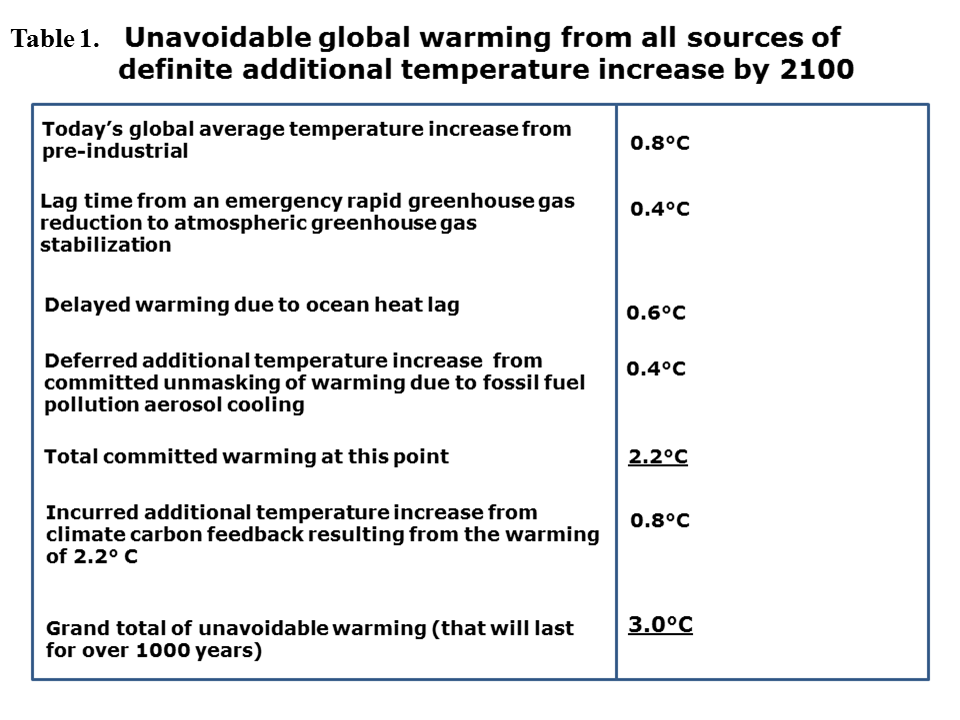 Table 1. Unavoidable global warming from all sources of
definite additional temperature increase by 2100
Today's global average temperature increase from
pre-industrial
0.8°C
Lag time from an emergency rapid greenhouse gas
reduction to atmospheric greenhouse gas
stabilization
0.4°C
Delayed warming due to ocean heat lag
0.6°C
Deferred additional temperature increase from
committed unmasking of warming due to fossil fuel
pollution aerosol cooling
0.4°C
Total committed warming at this point
2.2°C
Incurred additional temperature increase from
climate carbon feedback resulting from the warming
of 2.2° C
0.8°C
Grand total of unavoidable warming (that will last
for over 1000 years)
3.0°C